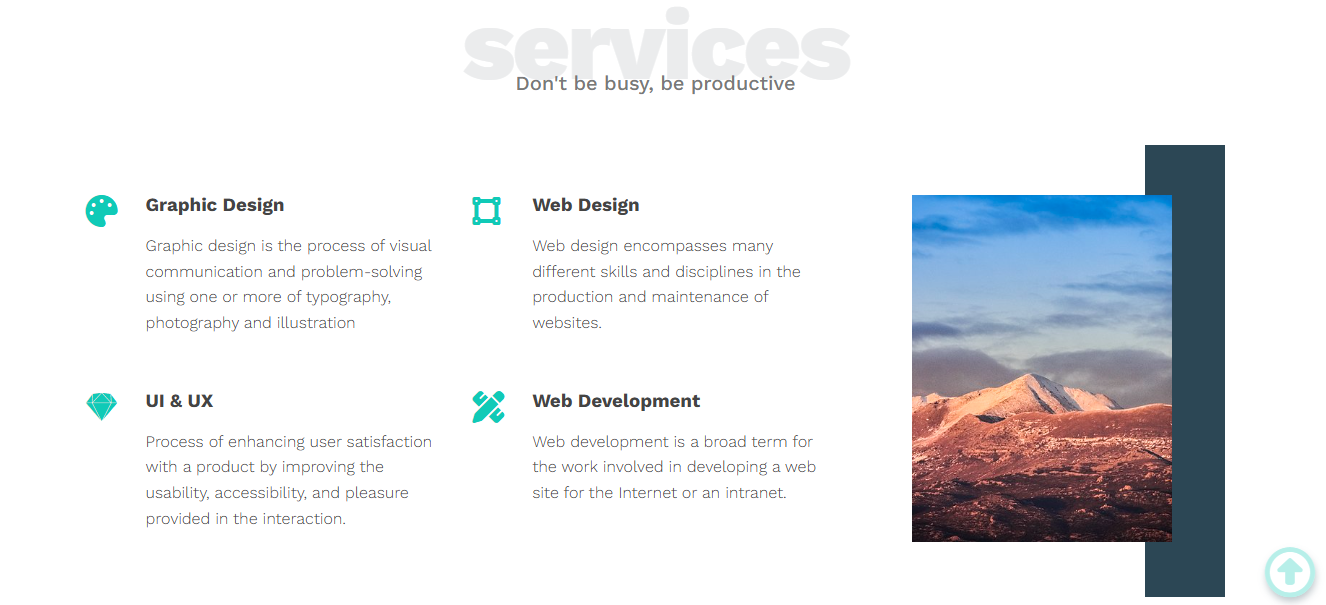 services
Don't be busy, be productive
Graphic Design
Graphic design is the process of visual
communication and problem-solving
using one or more of typography,
photography and illustration
Web Design
Web design encompasses many
different skills and disciplines in the
production and maintenance of
websites.
UI & UX
Process of enhancing user satisfaction
with a product by improving the
usability, accessibility, and pleasure
provided in the interaction.
Web Development
Web development is a broad term for
the work involved in developing a web
site for the Internet or an intranet.